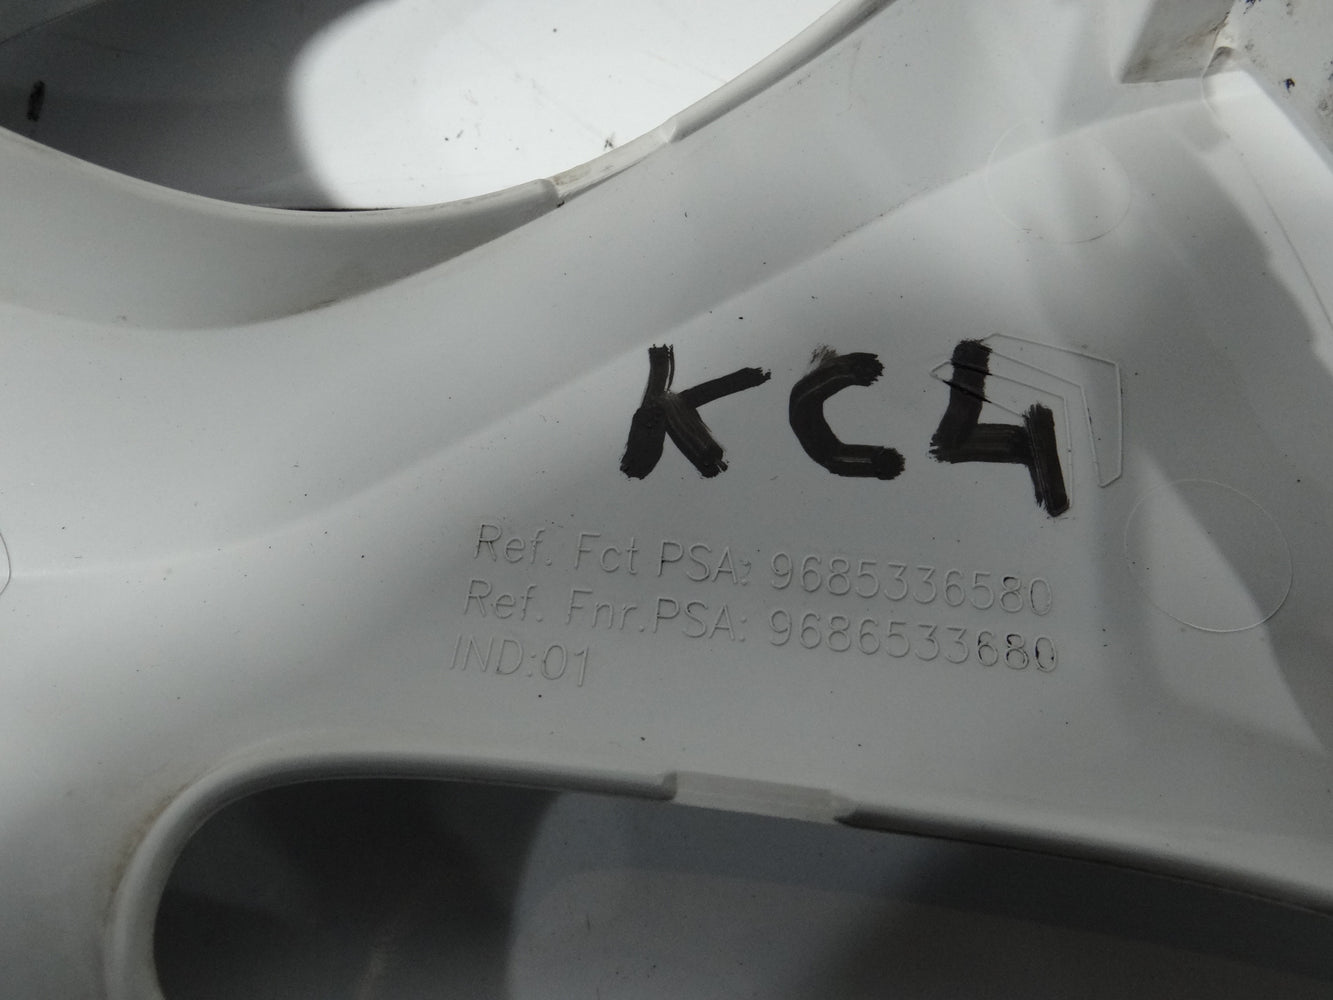 KC4
Ref. Fct PSA: 9685336580
Ref. Fnr.PSA: 9686533680
IND:01